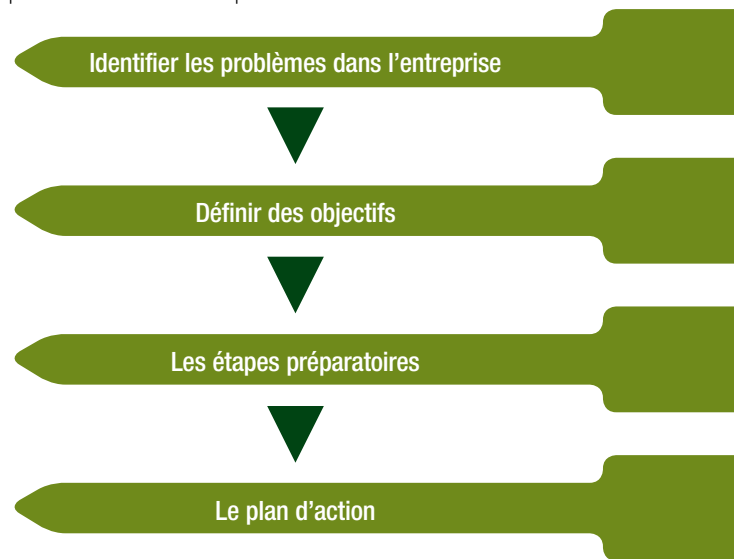 Identifier les problèmes dans l’entreprise
Définir des objectifs
Les étapes préparatoires
Le plan d’action